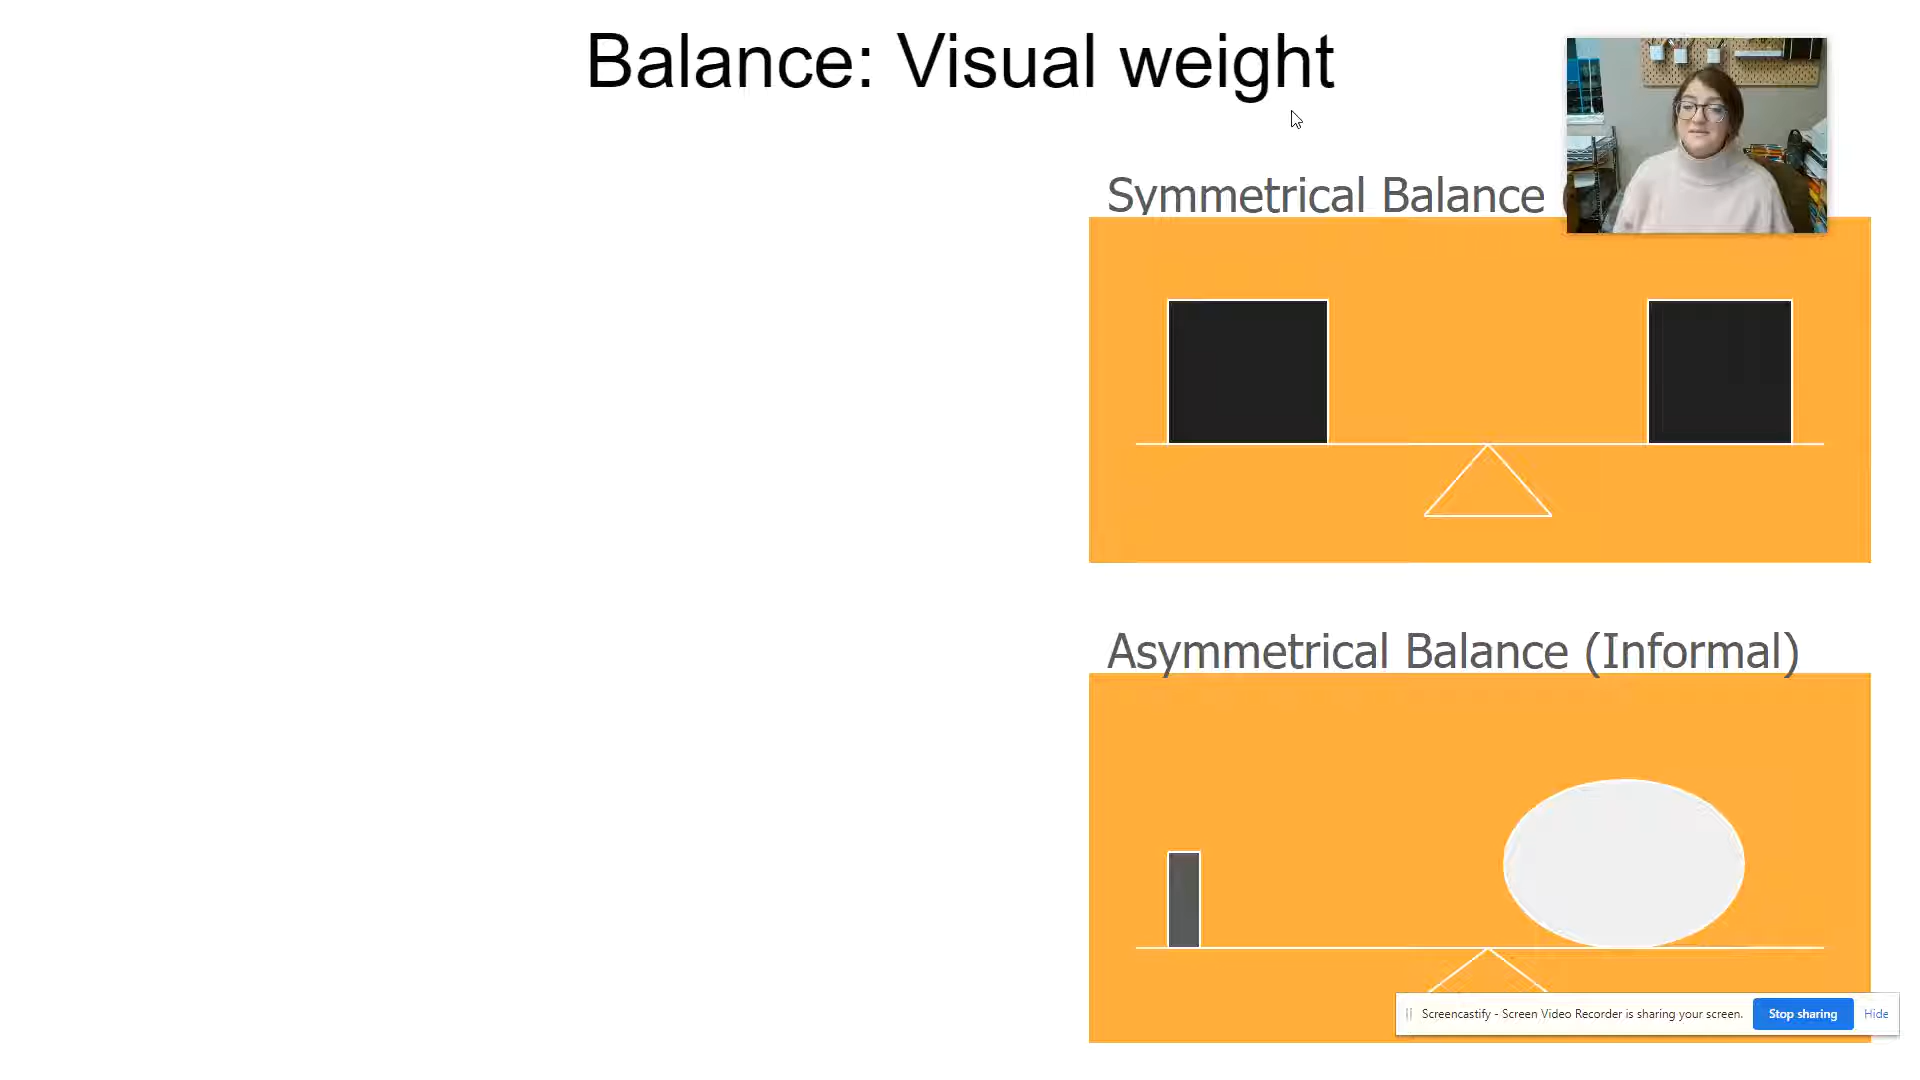 Balance: Visual weight
Symmetrical Balance
Asymmetrical Balance (Informal)
Screencastify - Screen Video Recorder is sharing your screen.
Stop sharing
Hide